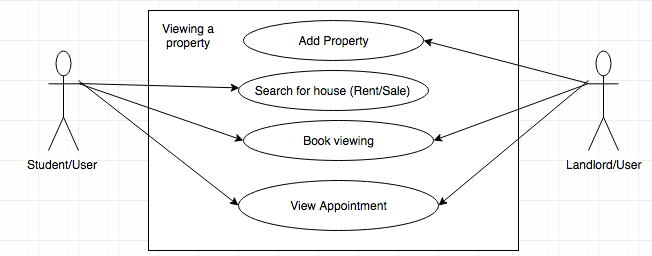 Viewing a
property
Add Property
Search for house (Rent/Sale)
Book viewing
View Appointment
Student/User
Landlord/User